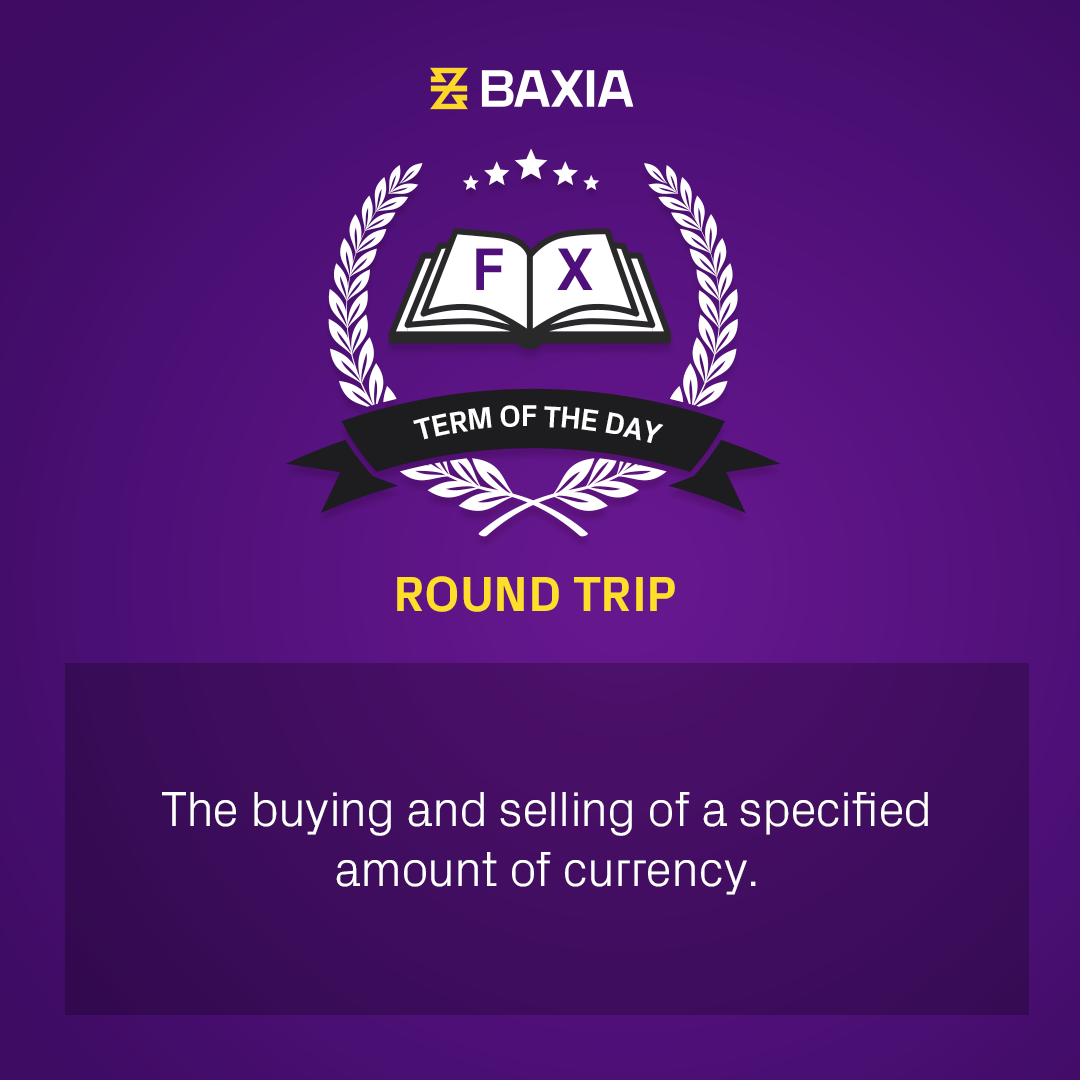 BAXIA
F X
TERM OF THE DAY
ROUND TRIP
The buying and selling of a specified
amount of currency.